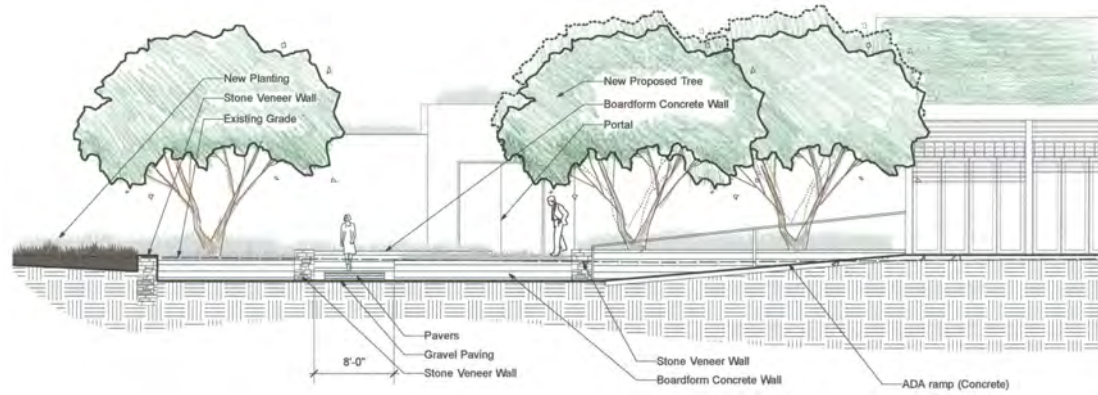 New Planting
Stone Veneer Wall
Existing Grade
New Proposed Tree
Boardform Concrete Wall
Portal
Pavers
Gravel Paving
Stone Veneer Wall
8'-0"
Stone Veneer Wall
Boardform Concrete Wall
ADA ramp (Concrete)